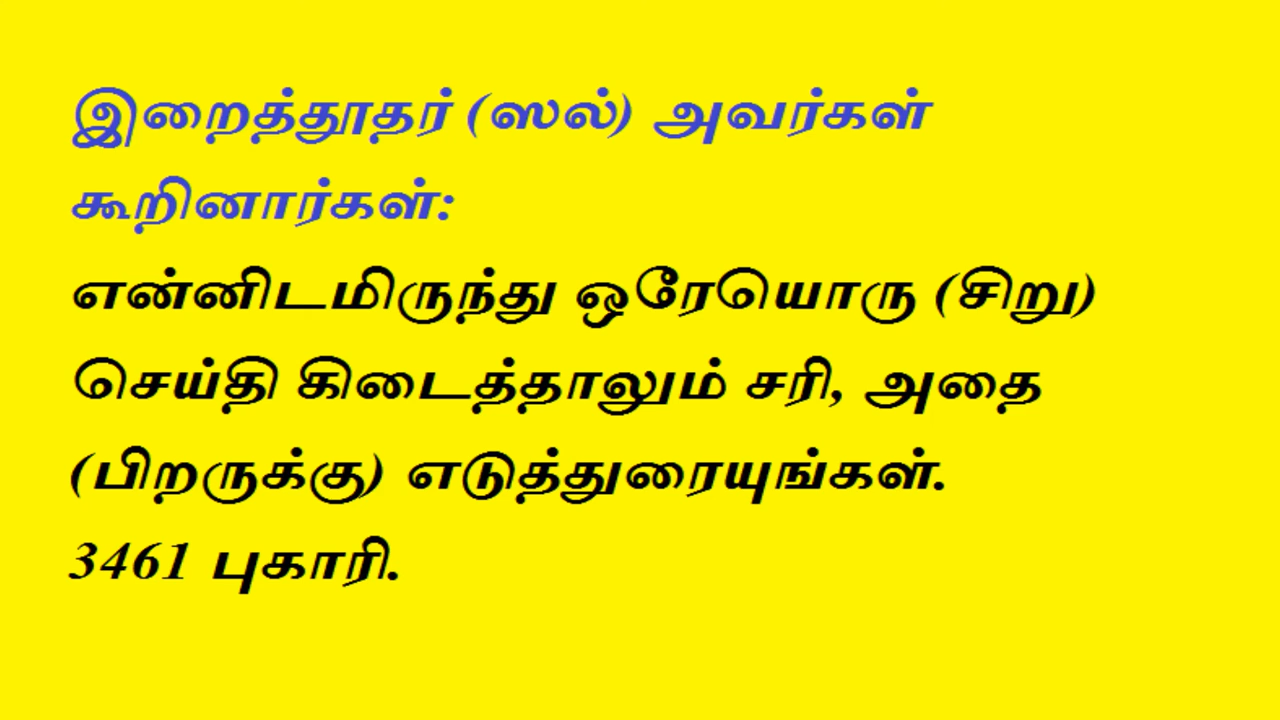 இறைத்தூதர் (ஸல்) அவர்கள்
கூறினார்கள்:
என்னிடமிருந்து ஒரேயொரு (சிறு)
செய்தி கிடைத்தாலும் சரி, அதை
(பிறருக்கு) எடுத்துரையுங்கள்.
3461 புகாரி.